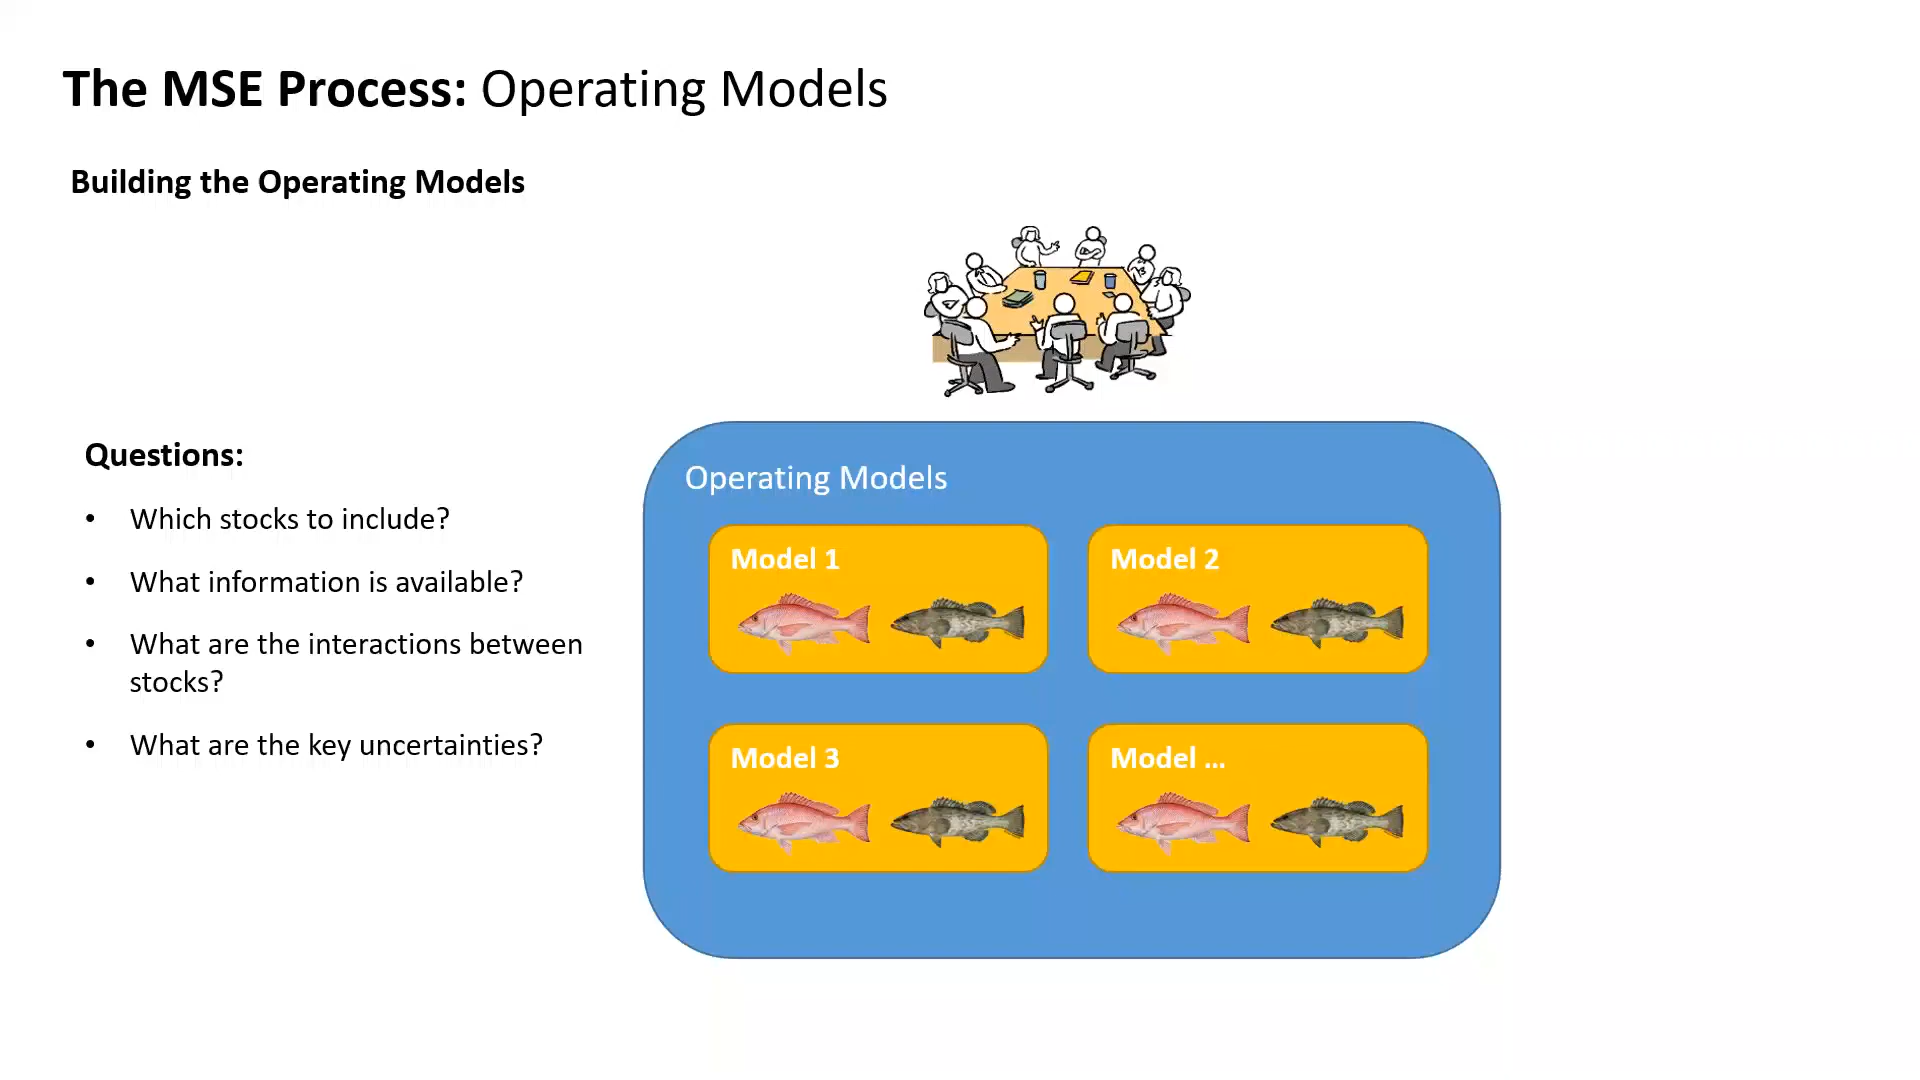 The MSE Process: Operating Models
Building the Operating Models
Questions:
• Which stocks to include?
• What information is available?
• What are the interactions between
stocks?
• What are the key uncertainties?
Operating Models
Model 1
Model 2
Model 3
Model ...